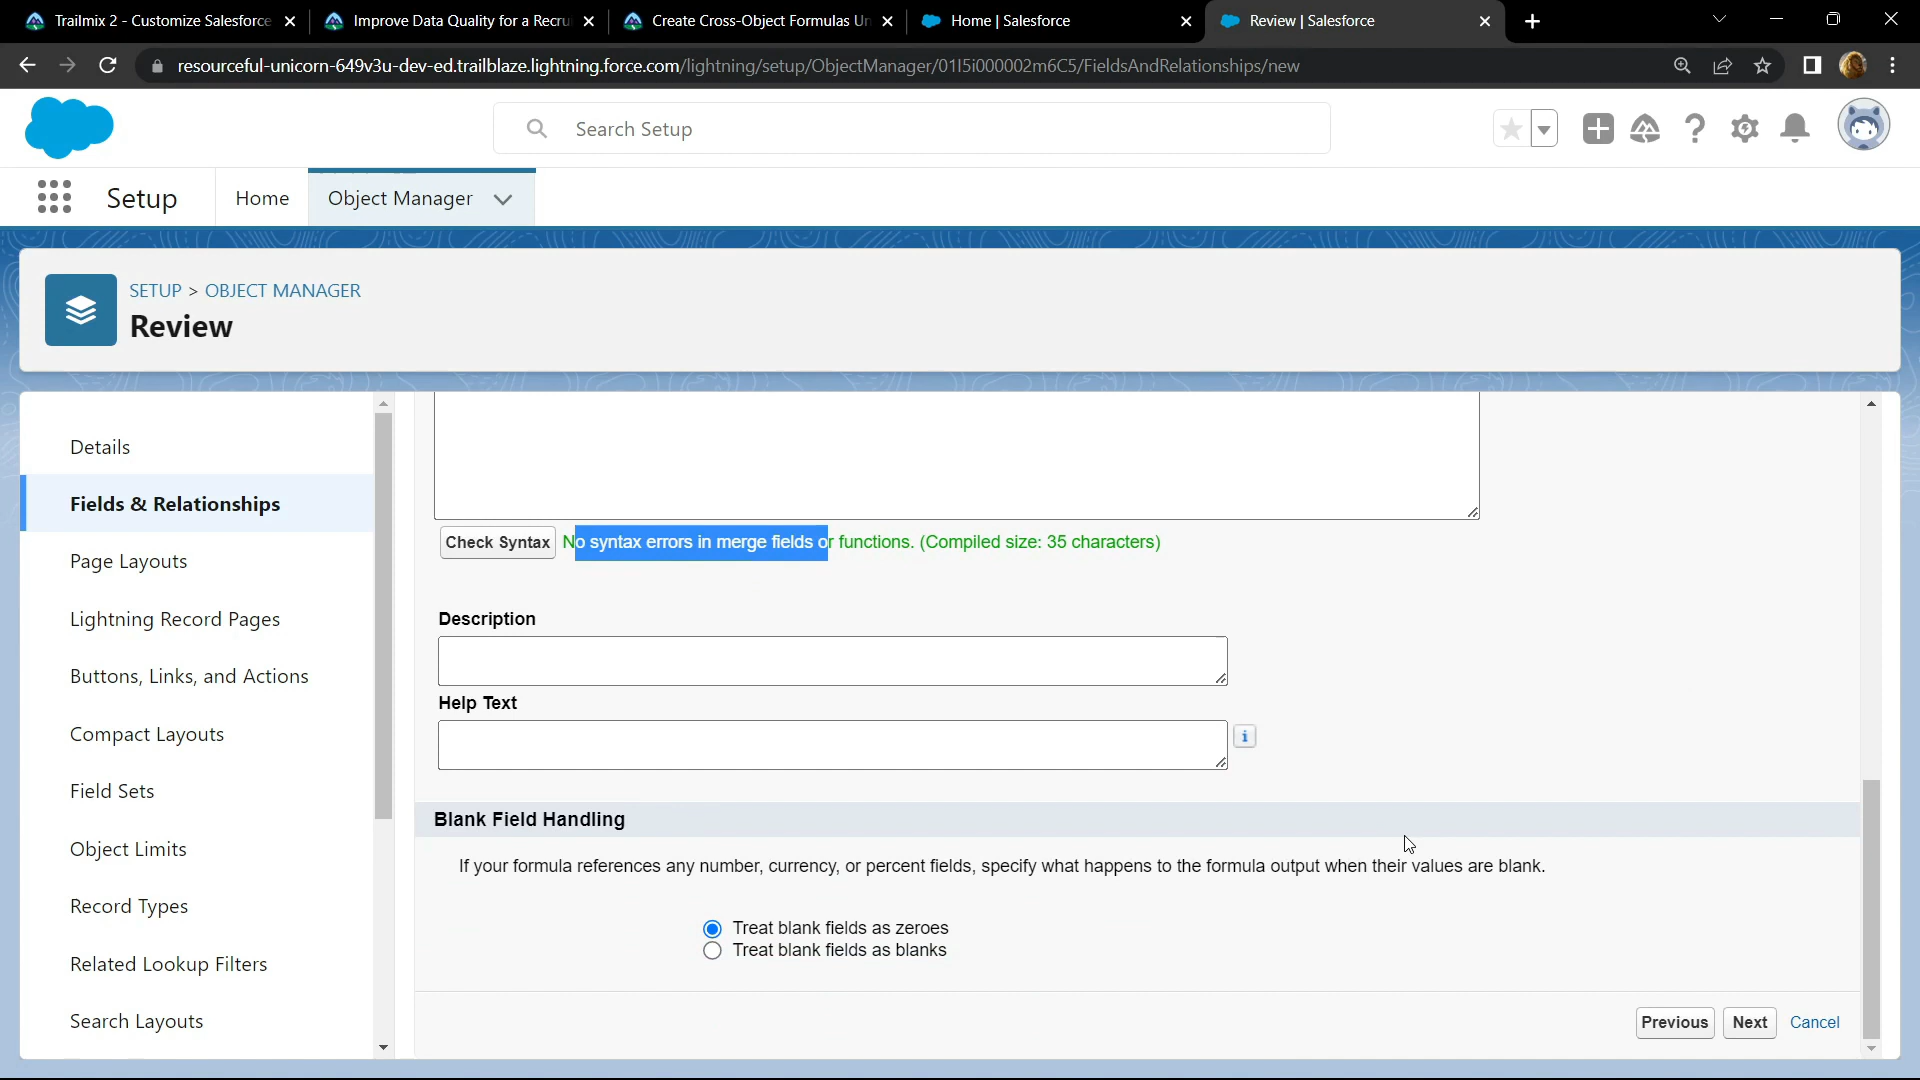 Trailmix 2 - Customize Salesforce
Improve Data Quality for a Recru
Create Cross-Object Formulas Un
Home | Salesforce
Review | Salesforce
resourceful-unicorn-649v3u-dev-ed.trailblaze.lightning.force.com/lightning/setup/ObjectManager/01I5i000002m6C5/FieldsAndRelationships/new
Search Setup
Setup
Home
Object Manager
SETUP > OBJECT MANAGER
Review
Details
Fields & Relationships
Page Layouts
Lightning Record Pages
Buttons, Links, and Actions
Compact Layouts
Field Sets
Object Limits
Record Types
Related Lookup Filters
Search Layouts
Check Syntax No syntax errors in merge fields or functions. (Compiled size: 35 characters)
Description
Help Text
i
Blank Field Handling
If your formula references any number, currency, or percent fields, specify what happens to the formula output when their values are blank.
Treat blank fields as zeroes
Treat blank fields as blanks
Previous Next Cancel